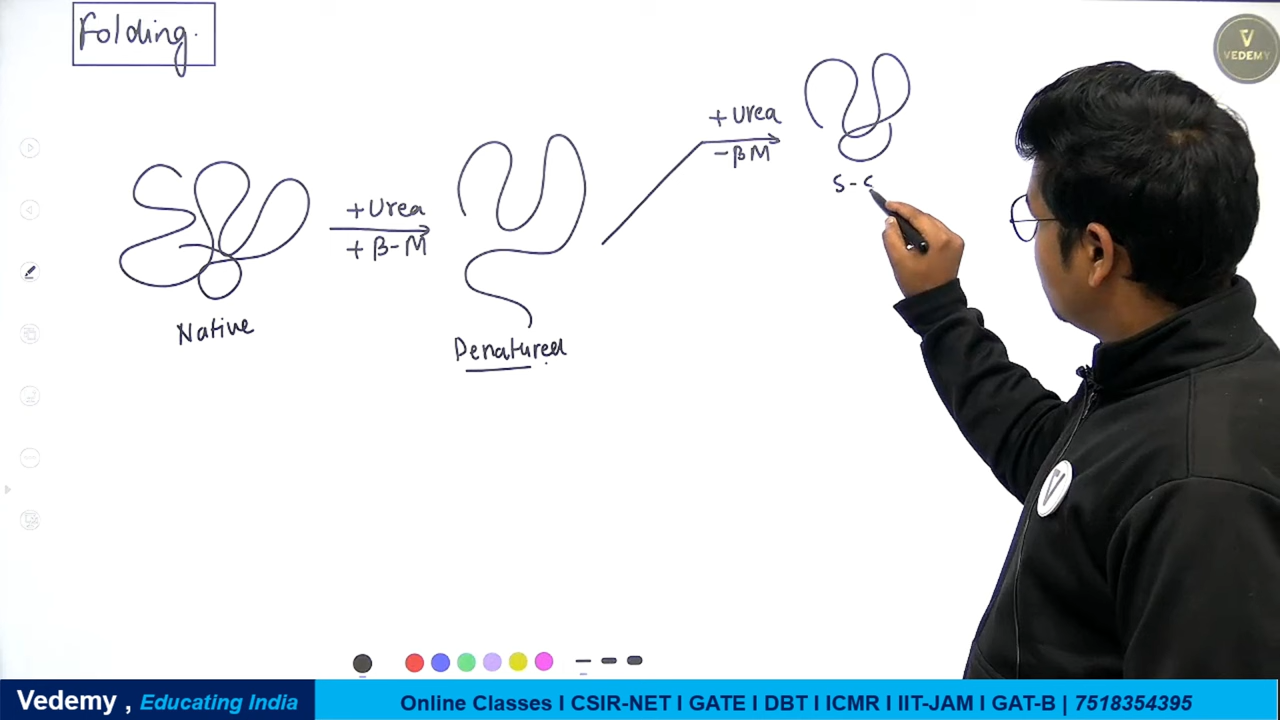 Folding.
V
VEDEMY
+ Urea
- βM
S - S
+ Urea
+ β - M
Native
Denatured
Vedemy , Educating India
Online Classes I CSIR-NET I GATE I DBT I ICMR I IIT-JAM I GAT-B | 7518354395